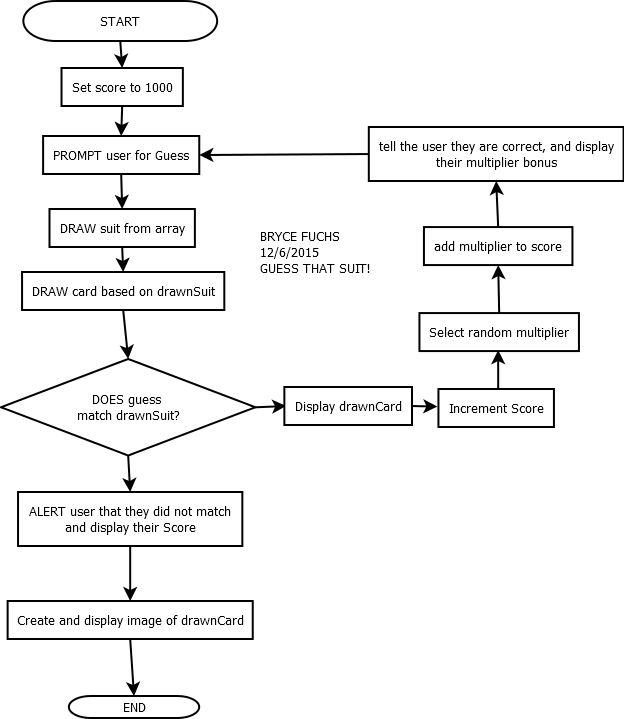 START
Set score to 1000
PROMPT user for Guess
DRAW suit from array
DRAW card based on drawnSuit
DOES guess
match drawnSuit?
Display drawnCard
Increment Score
Select random multiplier
add multiplier to score
tell the user they are correct, and display
their multiplier bonus
BRYCE FUCHS
12/6/2015
GUESS THAT SUIT!
ALERT user that they did not match
and display their Score
Create and display image of drawnCard
END